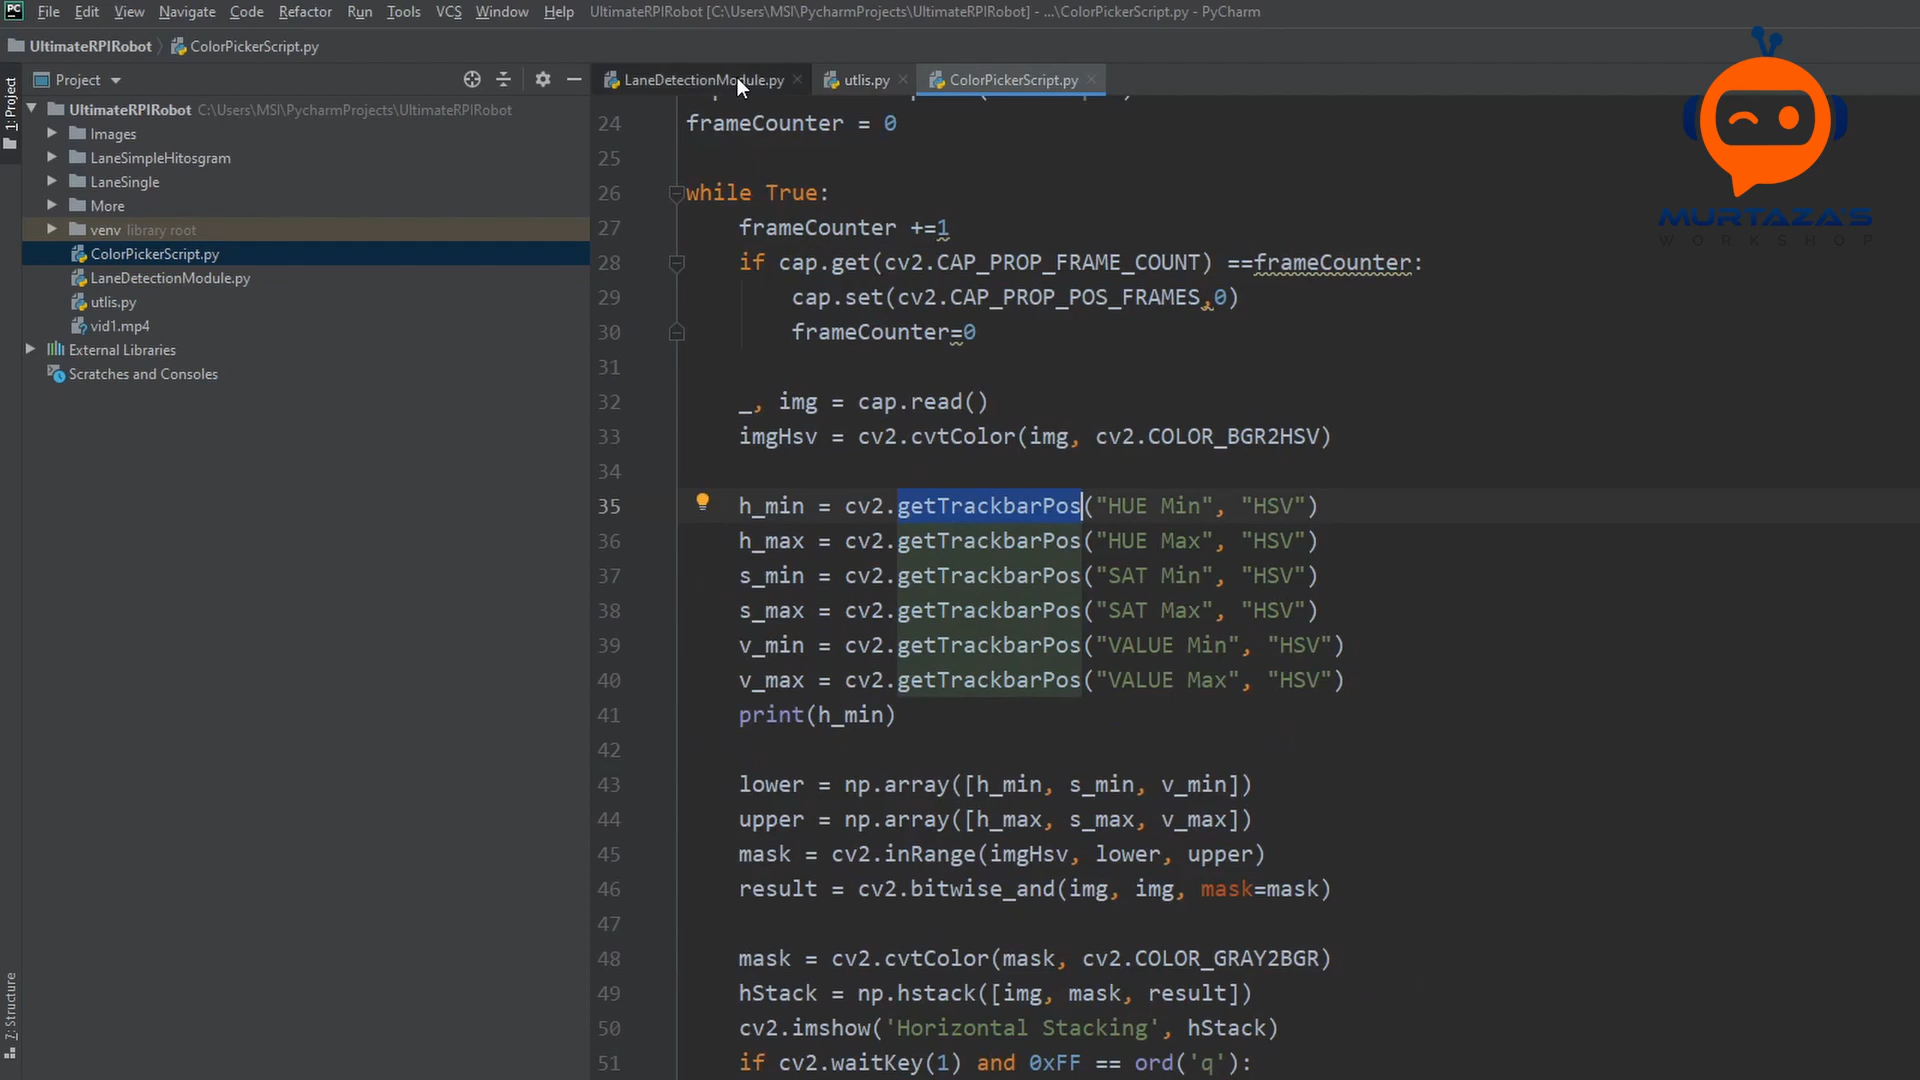 PC File Edit View Navigate Code Refactor Run Tools VCS Window Help UltimateRPIRobot [C:\Users\MSI\PycharmProjects\UltimateRPIRobot] - ...\ColorPickerScript.py - PyCharm
UltimateRPIRobot ColorPickerScript.py
1: Project
Project
LaneDetectionModule.py utlis.py ColorPickerScript.py
UltimateRPIRobot C:\Users\MSI\PycharmProjects\UltimateRPIRobot
Images
LaneSimpleHitosgram
LaneSingle
More
venv library root
ColorPickerScript.py
LaneDetectionModule.py
utlis.py
vid1.mp4
External Libraries
Scratches and Consoles
7: Structure
24 frameCounter = 0
25
26 while True:
27 frameCounter +=1
28 if cap.get(cv2.CAP_PROP_FRAME_COUNT) ==frameCounter:
29 cap.set(cv2.CAP_PROP_POS_FRAMES,0)
30 frameCounter=0
31
32 _, img = cap.read()
33 imgHsv = cv2.cvtColor(img, cv2.COLOR_BGR2HSV)
34
35 h_min = cv2.getTrackbarPos("HUE Min", "HSV")
36 h_max = cv2.getTrackbarPos("HUE Max", "HSV")
37 s_min = cv2.getTrackbarPos("SAT Min", "HSV")
38 s_max = cv2.getTrackbarPos("SAT Max", "HSV")
39 v_min = cv2.getTrackbarPos("VALUE Min", "HSV")
40 v_max = cv2.getTrackbarPos("VALUE Max", "HSV")
41 print(h_min)
42
43 lower = np.array([h_min, s_min, v_min])
44 upper = np.array([h_max, s_max, v_max])
45 mask = cv2.inRange(imgHsv, lower, upper)
46 result = cv2.bitwise_and(img, img, mask=mask)
47
48 mask = cv2.cvtColor(mask, cv2.COLOR_GRAY2BGR)
49 hStack = np.hstack([img, mask, result])
50 cv2.imshow('Horizontal Stacking', hStack)
51 if cv2.waitKey(1) and 0xFF == ord('q'):
MURTAZA'S
WORKSHOP